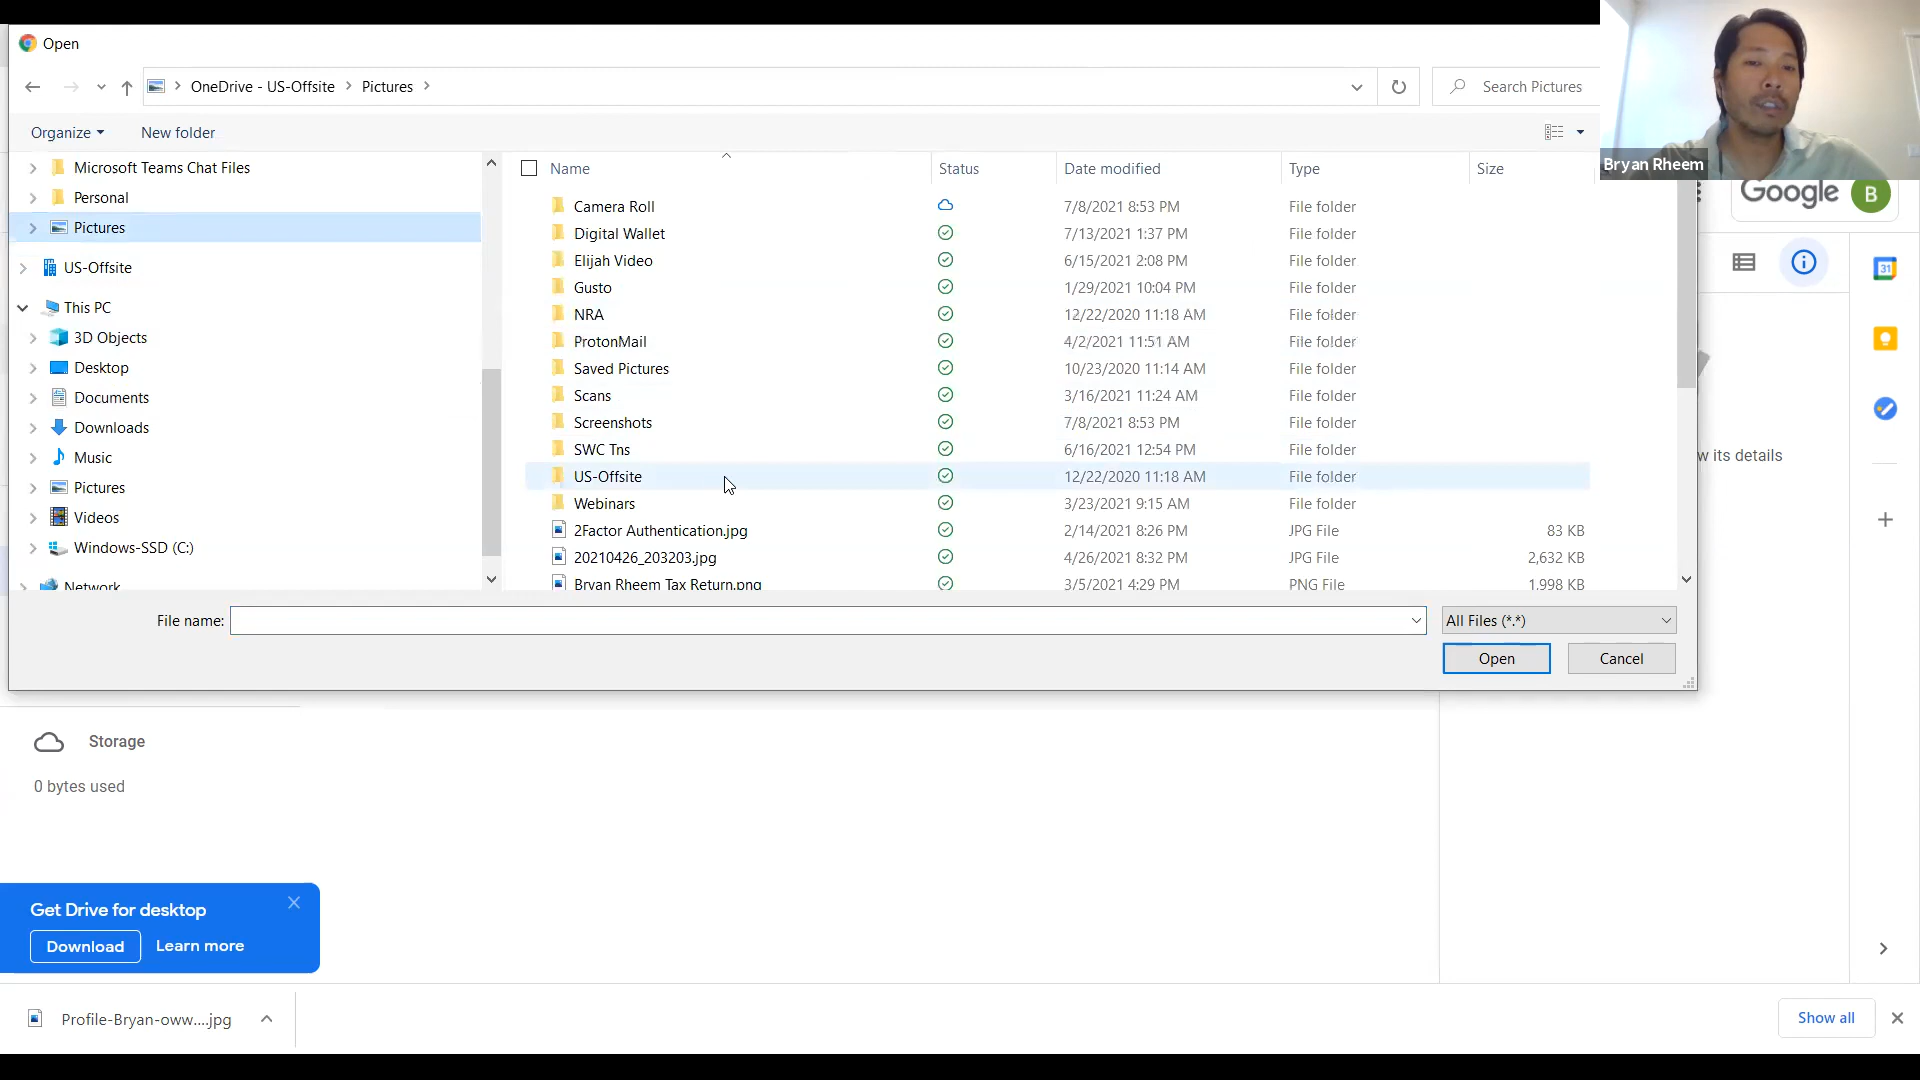 Open
OneDrive - US-Offsite Pictures
Search Pictures
Organize New folder
Bryan Rheem
Google B
Microsoft Teams Chat Files
Personal
Pictures
US-Offsite
This PC
3D Objects
Desktop
Documents
Downloads
Music
Pictures
Videos
Windows-SSD (C:)
Network
Name Status Date modified Type Size
Camera Roll 7/8/2021 8:53 PM File folder
Digital Wallet 7/13/2021 1:37 PM File folder
Elijah Video 6/15/2021 2:08 PM File folder
Gusto 1/29/2021 10:04 PM File folder
NRA 12/22/2020 11:18 AM File folder
ProtonMail 4/2/2021 11:51 AM File folder
Saved Pictures 10/23/2020 11:14 AM File folder
Scans 3/16/2021 11:24 AM File folder
Screenshots 7/8/2021 8:53 PM File folder
SWC Tns 6/16/2021 12:54 PM File folder
US-Offsite 12/22/2020 11:18 AM File folder
Webinars 3/23/2021 9:15 AM File folder
2Factor Authentication.jpg 2/14/2021 8:26 PM JPG File 83 KB
20210426_203203.jpg 4/26/2021 8:32 PM JPG File 2,632 KB
Bryan Rheem Tax Return.png 3/5/2021 4:29 PM PNG File 1,998 KB
31
w its details
File name: All Files (*.*)
Open Cancel
Storage
0 bytes used
Get Drive for desktop
Download Learn more
Profile-Bryan-oww....jpg
Show all